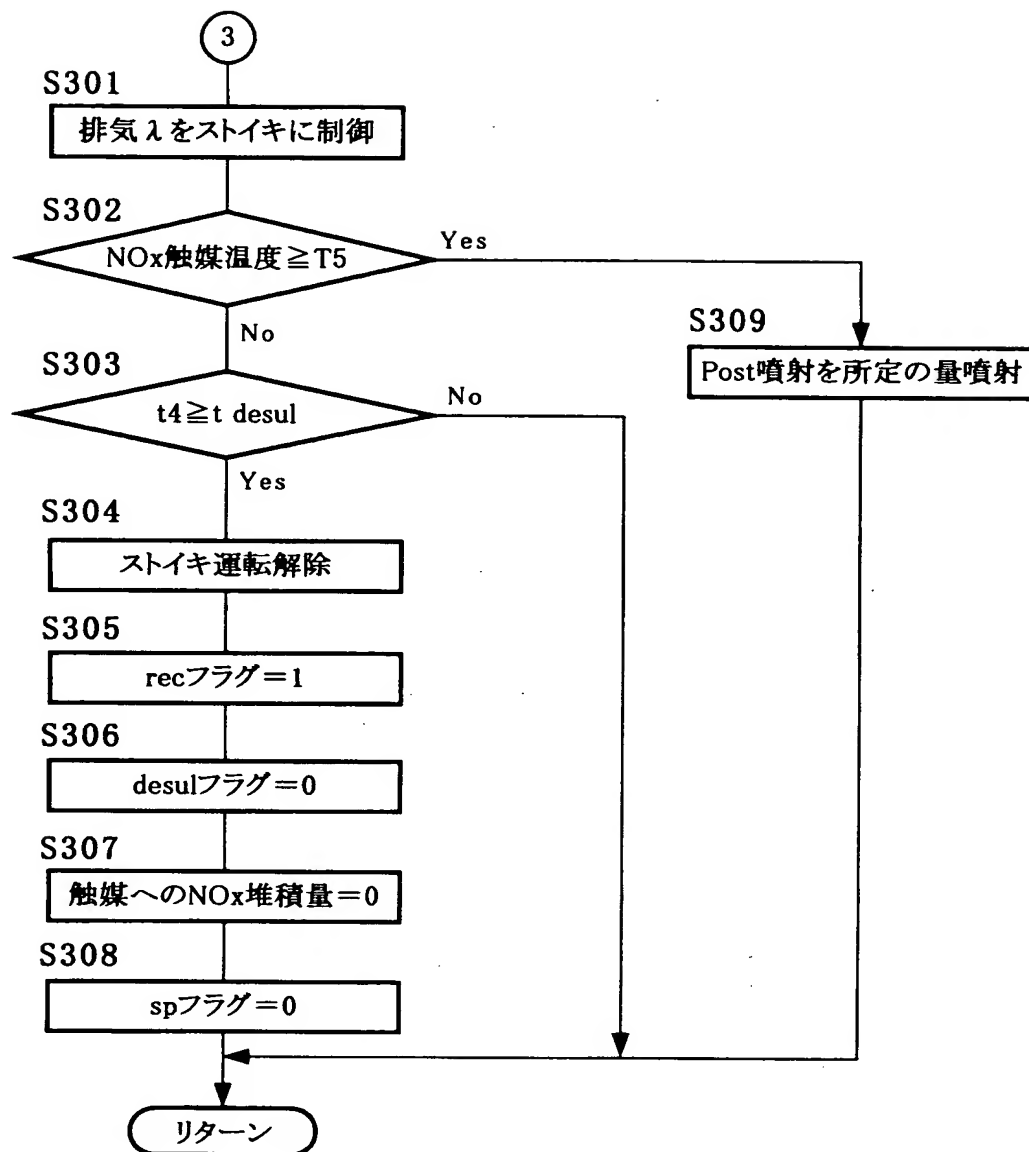 3
S301
排気λをストイキに制御
S302
NOx触媒温度≧T5
Yes
No
S309
Post噴射を所定の量噴射
S303
t4≧t desul
No
Yes
S304
ストイキ運転解除
S305
recフラグ＝1
S306
desulフラグ＝0
S307
触媒へのNOx堆積量＝0
S308
spフラグ＝0
リターン